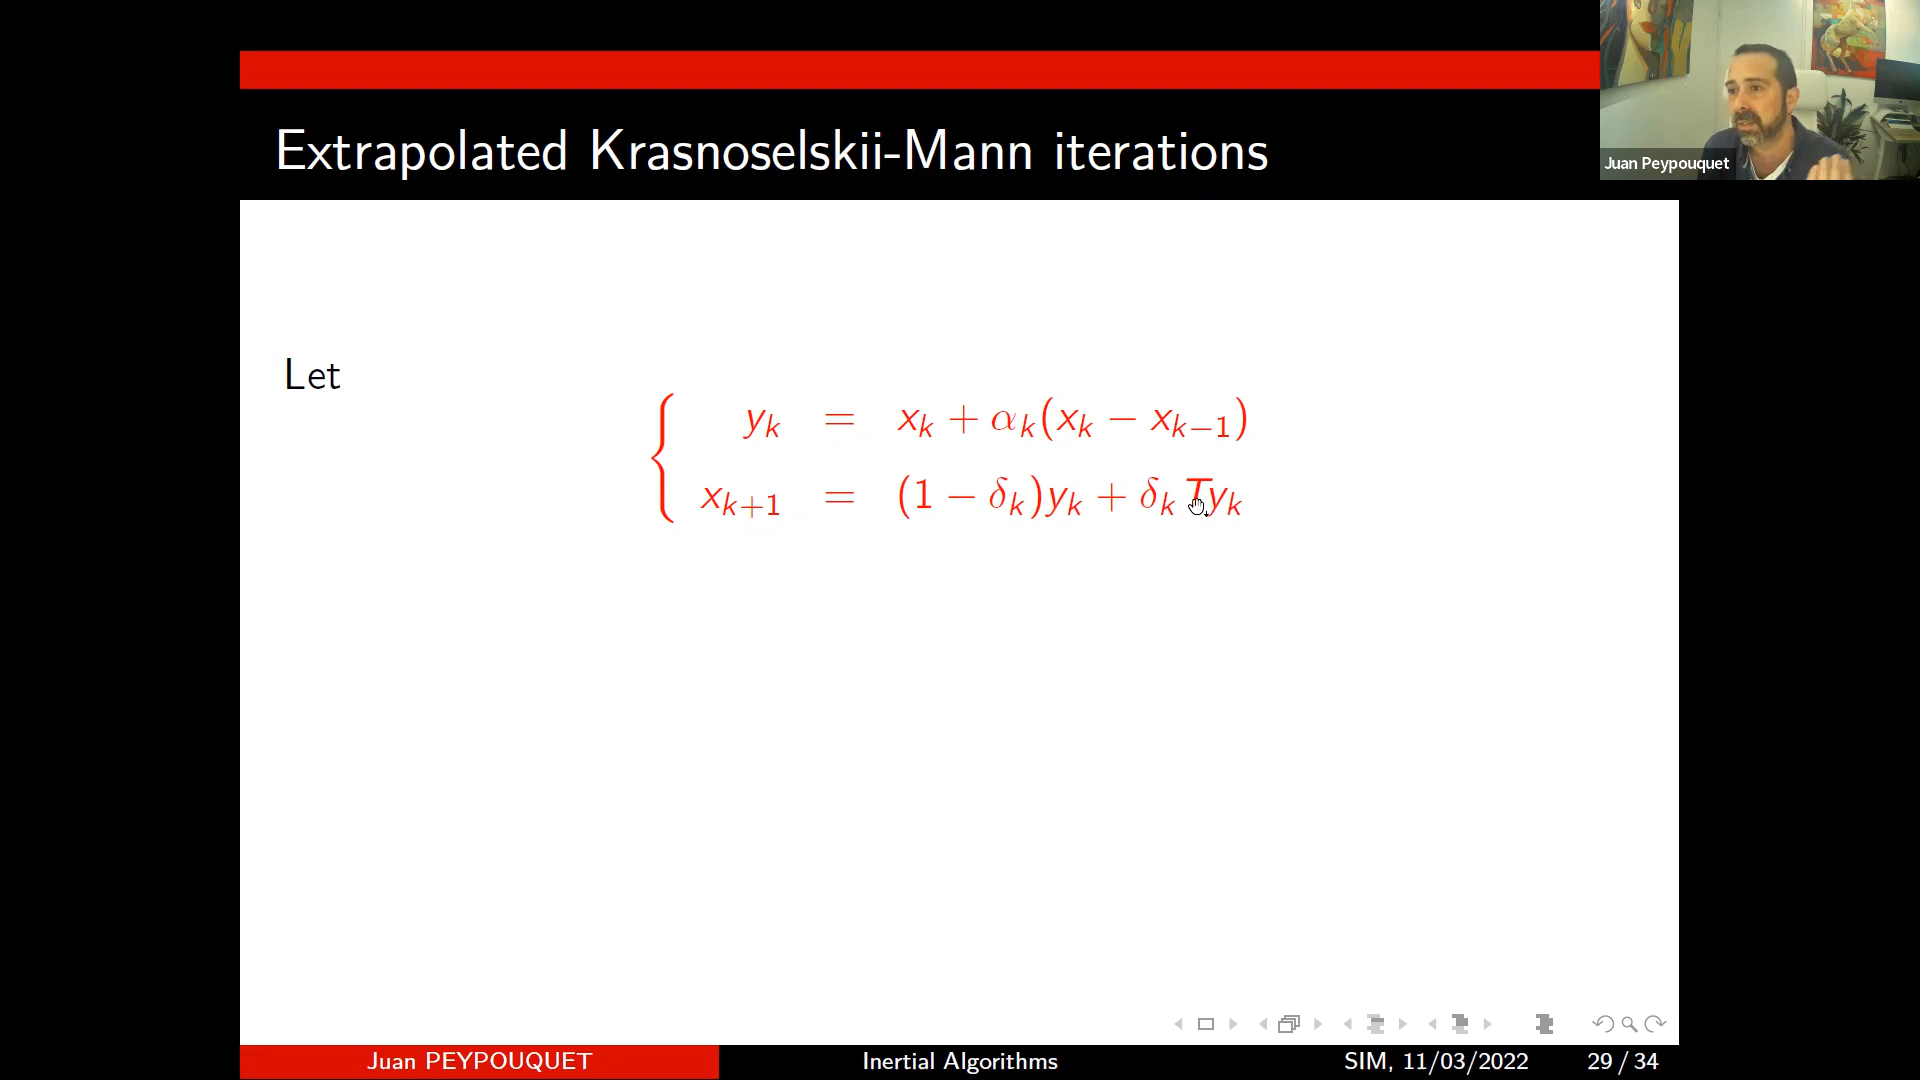 Extrapolated Krasnoselskii-Mann iterations
Juan Peypouquet
Let
y_k = x_k + α_k(x_k − x_{k−1})
x_{k+1} = (1 − δ_k)y_k + δ_k Ty_k
Juan PEYPOUQUET Inertial Algorithms SIM, 11/03/2022 29 / 34